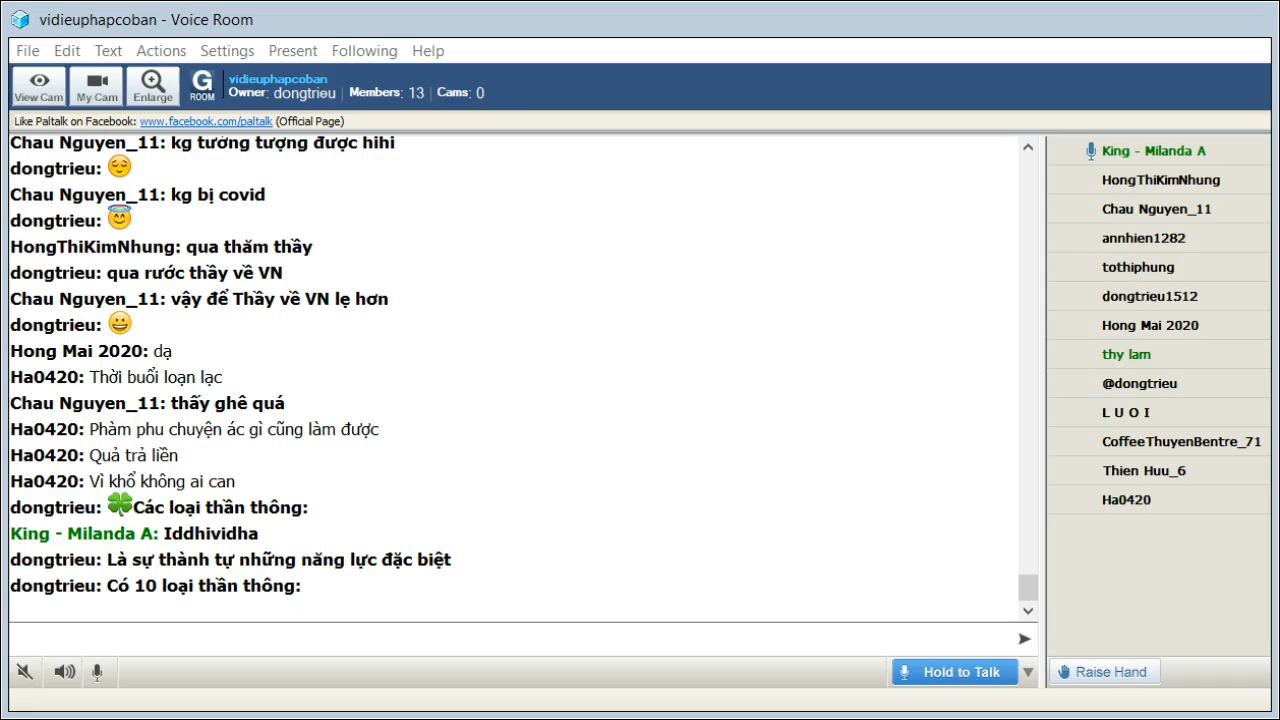 vidieuphapcoban - Voice Room
File Edit Text Actions Settings Present Following Help
View Cam My Cam Enlarge G ROOM
vidieuphapcoban
Owner: dongtrieu | Members: 13 | Cams: 0
Like Paltalk on Facebook: www.facebook.com/paltalk (Official Page)
Chau Nguyen_11: kg tưởng tượng được hihi
dongtrieu:
Chau Nguyen_11: kg bị covid
dongtrieu:
HongThiKimNhung: qua thăm thầy
dongtrieu: qua rước thầy về VN
Chau Nguyen_11: vậy để Thầy về VN lẹ hơn
dongtrieu:
Hong Mai 2020: dạ
Ha0420: Thời buổi loạn lạc
Chau Nguyen_11: thấy ghê quá
Ha0420: Phàm phu chuyện ác gì cũng làm được
Ha0420: Quả trả liền
Ha0420: Vì khổ không ai can
dongtrieu: 🍀Các loại thần thông:
King - Milanda A: Iddhividha
dongtrieu: Là sự thành tựu những năng lực đặc biệt
dongtrieu: Có 10 loại thần thông:
King - Milanda A
HongThiKimNhung
Chau Nguyen_11
annhien1282
tothiphung
dongtrieu1512
Hong Mai 2020
thy lam
@dongtrieu
L U O I
CoffeeThuyenBentre_71
Thien Huu_6
Ha0420
Hold to Talk
Raise Hand